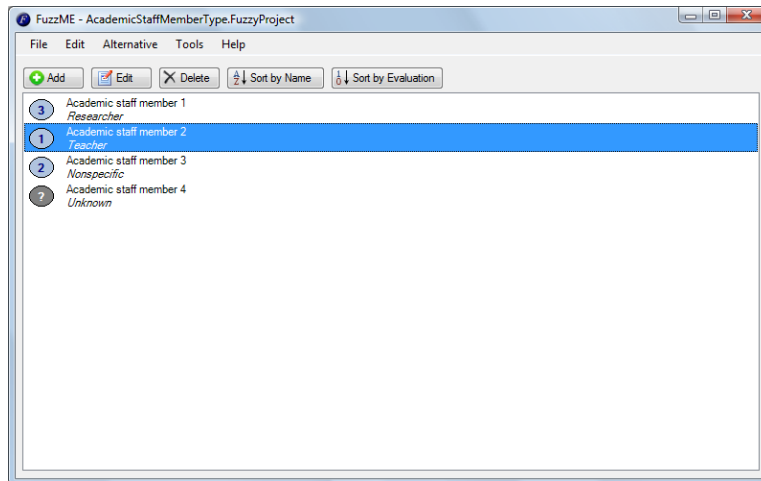 FuzzME - AcademicStaffMemberType.FuzzyProject
File Edit Alternative Tools Help
Add Edit Delete Sort by Name Sort by Evaluation
3 Academic staff member 1
Researcher
1 Academic staff member 2
Teacher
2 Academic staff member 3
Nonspecific
? Academic staff member 4
Unknown